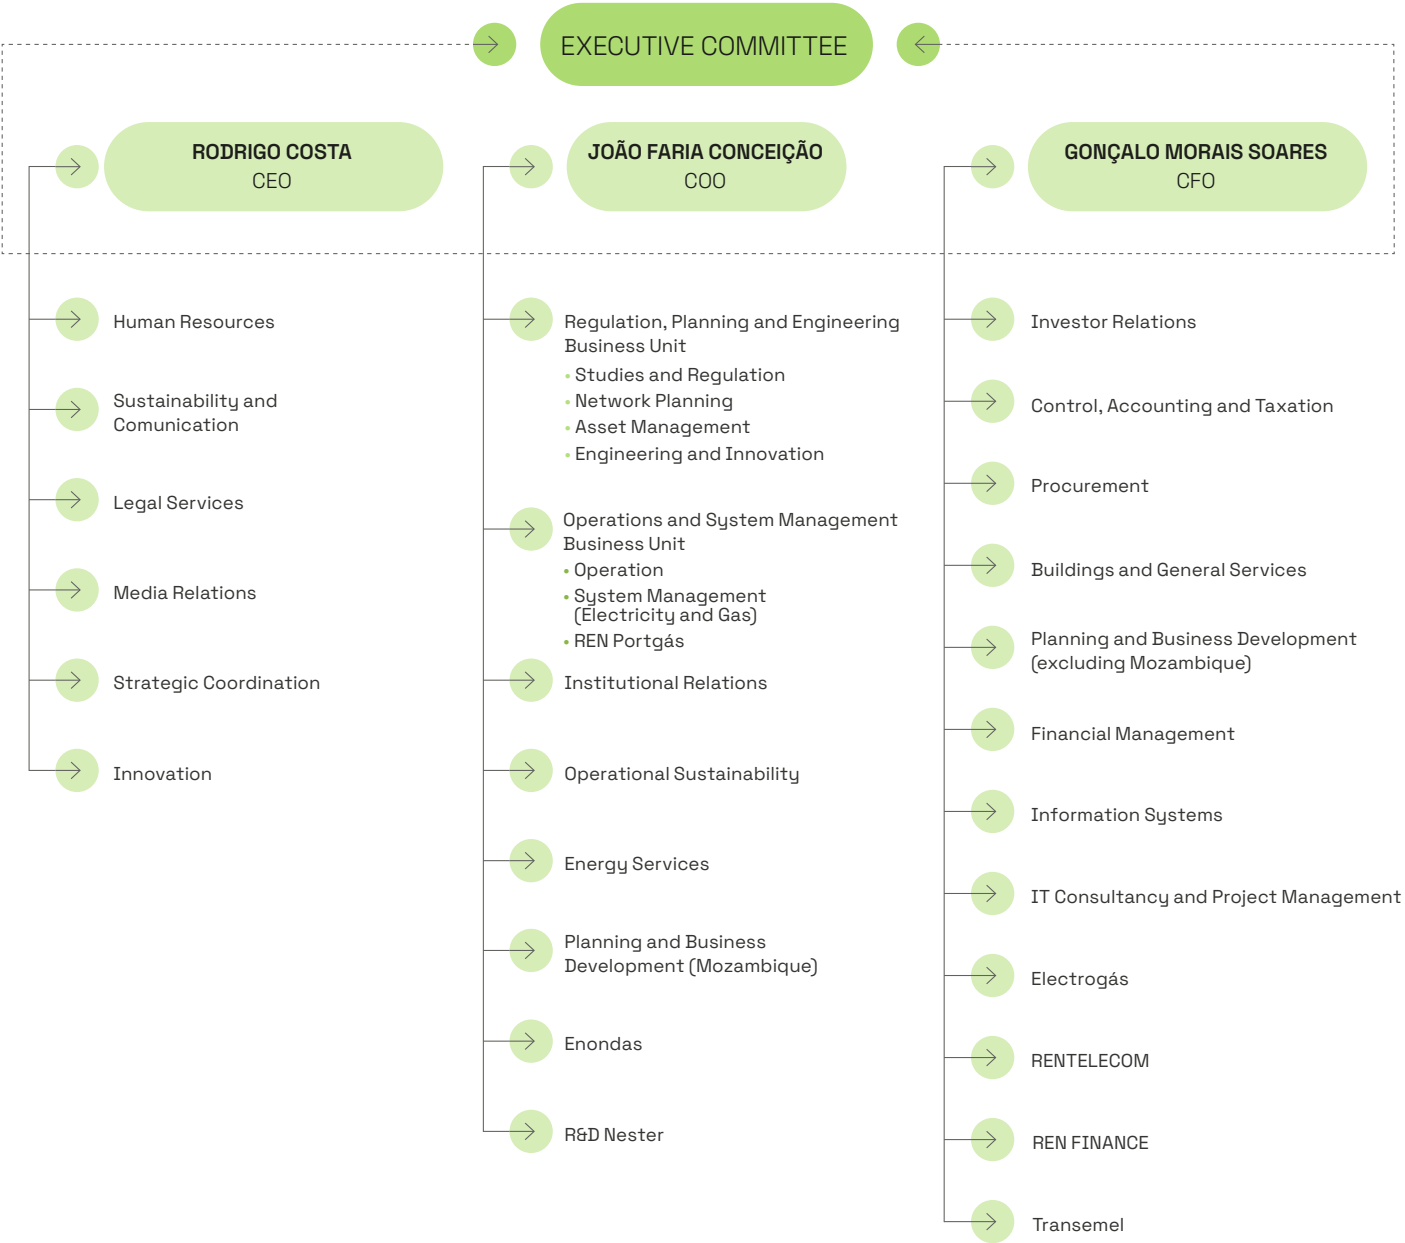 EXECUTIVE COMMITTEE
RODRIGO COSTA
CEO
Human Resources
Sustainability and
Comunication
Legal Services
Media Relations
Strategic Coordination
Innovation
JOÃO FARIA CONCEIÇÃO
COO
Regulation, Planning and Engineering
Business Unit
• Studies and Regulation
• Network Planning
• Asset Management
• Engineering and Innovation
Operations and System Management
Business Unit
• Operation
• System Management
(Electricity and Gas)
• REN Portgás
Institutional Relations
Operational Sustainability
Energy Services
Planning and Business
Development (Mozambique)
Enondas
R&D Nester
GONÇALO MORAIS SOARES
CFO
Investor Relations
Control, Accounting and Taxation
Procurement
Buildings and General Services
Planning and Business Development
(excluding Mozambique)
Financial Management
Information Systems
IT Consultancy and Project Management
Electrogás
RENTELECOM
REN FINANCE
Transemel